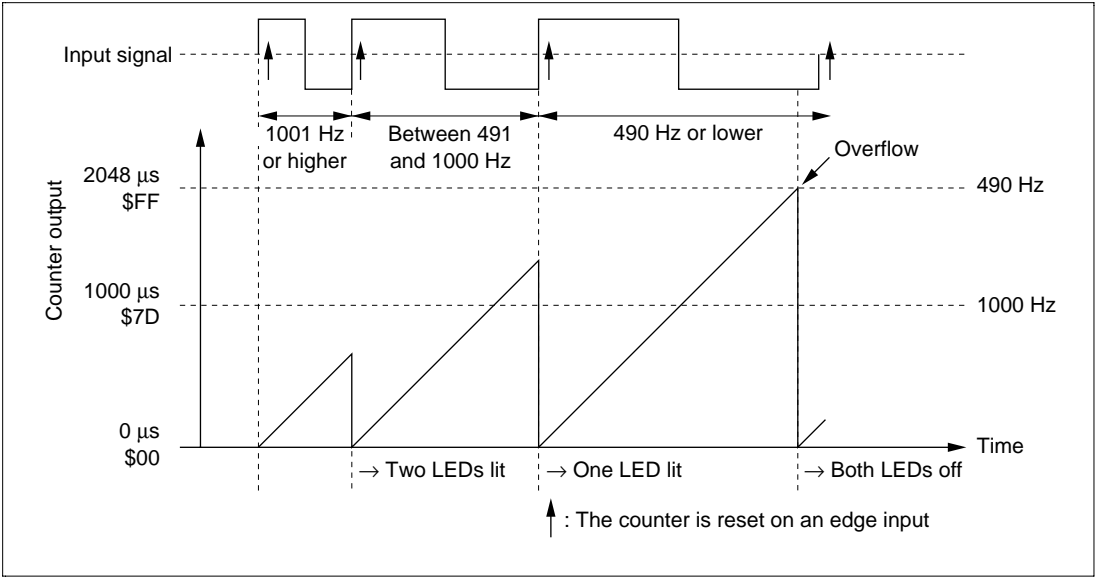 Input signal
1001 Hz
or higher
Between 491
and 1000 Hz
490 Hz or lower
Overflow
Counter output
2048 µs
$FF
490 Hz
1000 µs
$7D
1000 Hz
0 µs
$00
Time
→ Two LEDs lit
→ One LED lit
→ Both LEDs off
: The counter is reset on an edge input